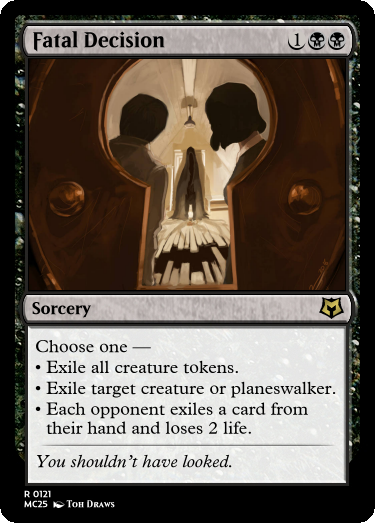 Fatal Decision 1
Sorcery
Choose one —
• Exile all creature tokens.
• Exile target creature or planeswalker.
• Each opponent exiles a card from
their hand and loses 2 life.
You shouldn't have looked.
R 0121
MC25 Toh Draws